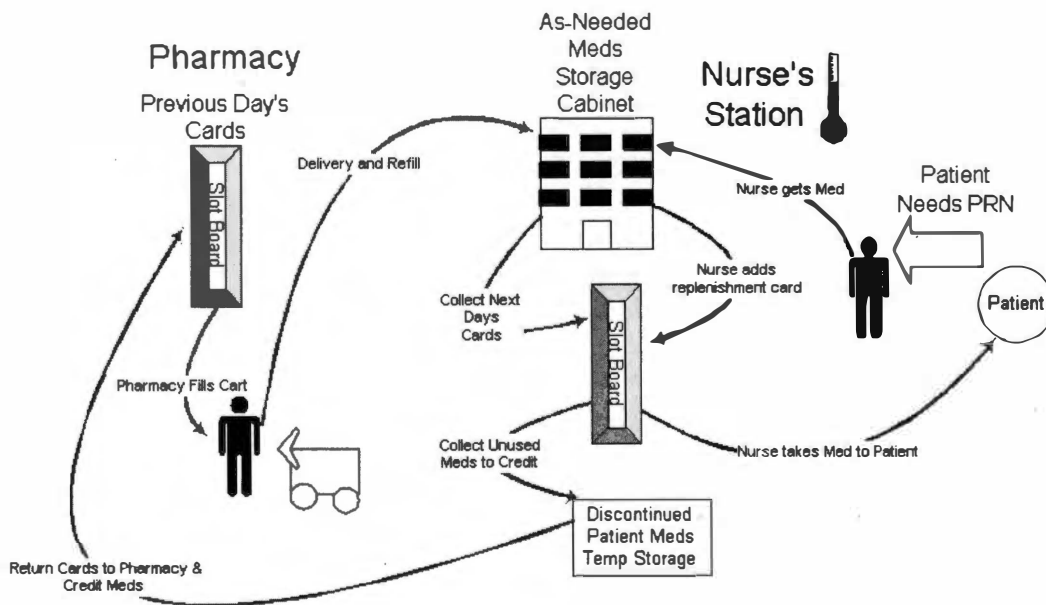 Pharmacy
Previous Day's
Cards
Slot Board
Pharmacy Fills Cart
Delivery and Refill
As-Needed
Meds
Storage
Cabinet
Nurse's
Station
Nurse gets Med
Patient
Needs PRN
Patient
Nurse adds
replenishment card
Collect Next
Days
Cards
Slot Board
Collect Unused
Meds to Credit
Nurse takes Med to Patient
Discontinued
Patient Meds
Temp Storage
Return Cards to Pharmacy &
Credit Meds